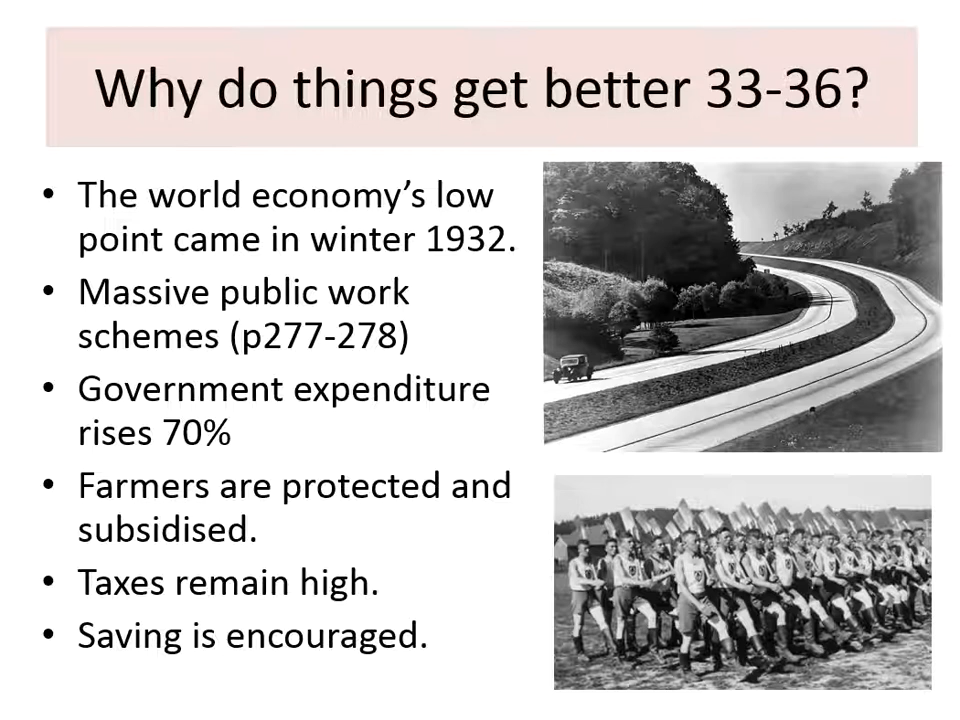 Why do things get better 33-36?
• The world economy’s low
point came in winter 1932.
• Massive public work
schemes (p277-278)
• Government expenditure
rises 70%
• Farmers are protected and
subsidised.
• Taxes remain high.
• Saving is encouraged.